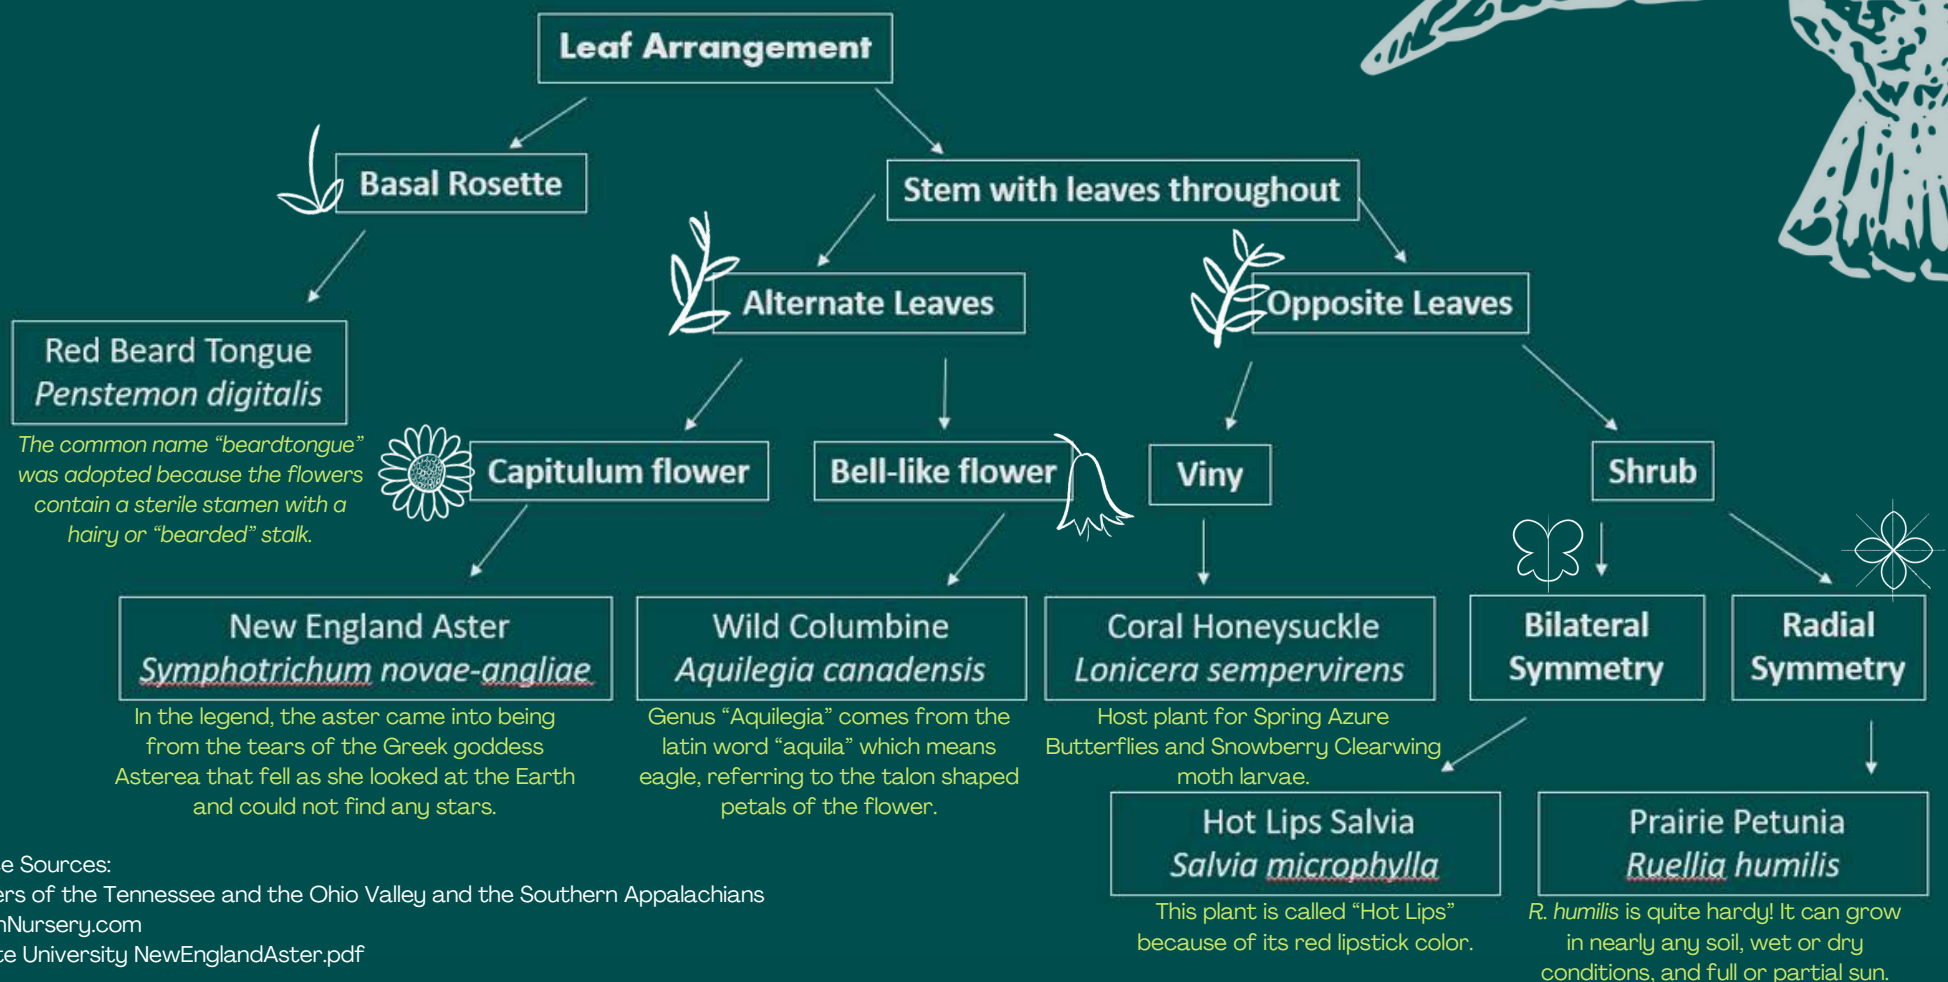 Leaf Arrangement
Basal Rosette
Stem with leaves throughout
Alternate Leaves
Opposite Leaves
Red Beard Tongue
Penstemon digitalis
The common name “beardtongue”
was adopted because the flowers
contain a sterile stamen with a
hairy or “bearded” stalk.
Capitulum flower
Bell-like flower
Viny
Shrub
New England Aster
Symphotrichum novae-angliae
In the legend, the aster came into being
from the tears of the Greek goddess
Asterea that fell as she looked at the Earth
and could not find any stars.
Wild Columbine
Aquilegia canadensis
Genus “Aquilegia” comes from the
latin word “aquila” which means
eagle, referring to the talon shaped
petals of the flower.
Coral Honeysuckle
Lonicera sempervirens
Host plant for Spring Azure
Butterflies and Snowberry Clearwing
moth larvae.
Bilateral
Symmetry
Radial
Symmetry
Hot Lips Salvia
Salvia microphylla
This plant is called “Hot Lips”
because of its red lipstick color.
Prairie Petunia
Ruellia humilis
R. humilis is quite hardy! It can grow
in nearly any soil, wet or dry
conditions, and full or partial sun.
Sources:
of the Tennessee and the Ohio Valley and the Southern Appalachians
University NewEnglandAster.pdf